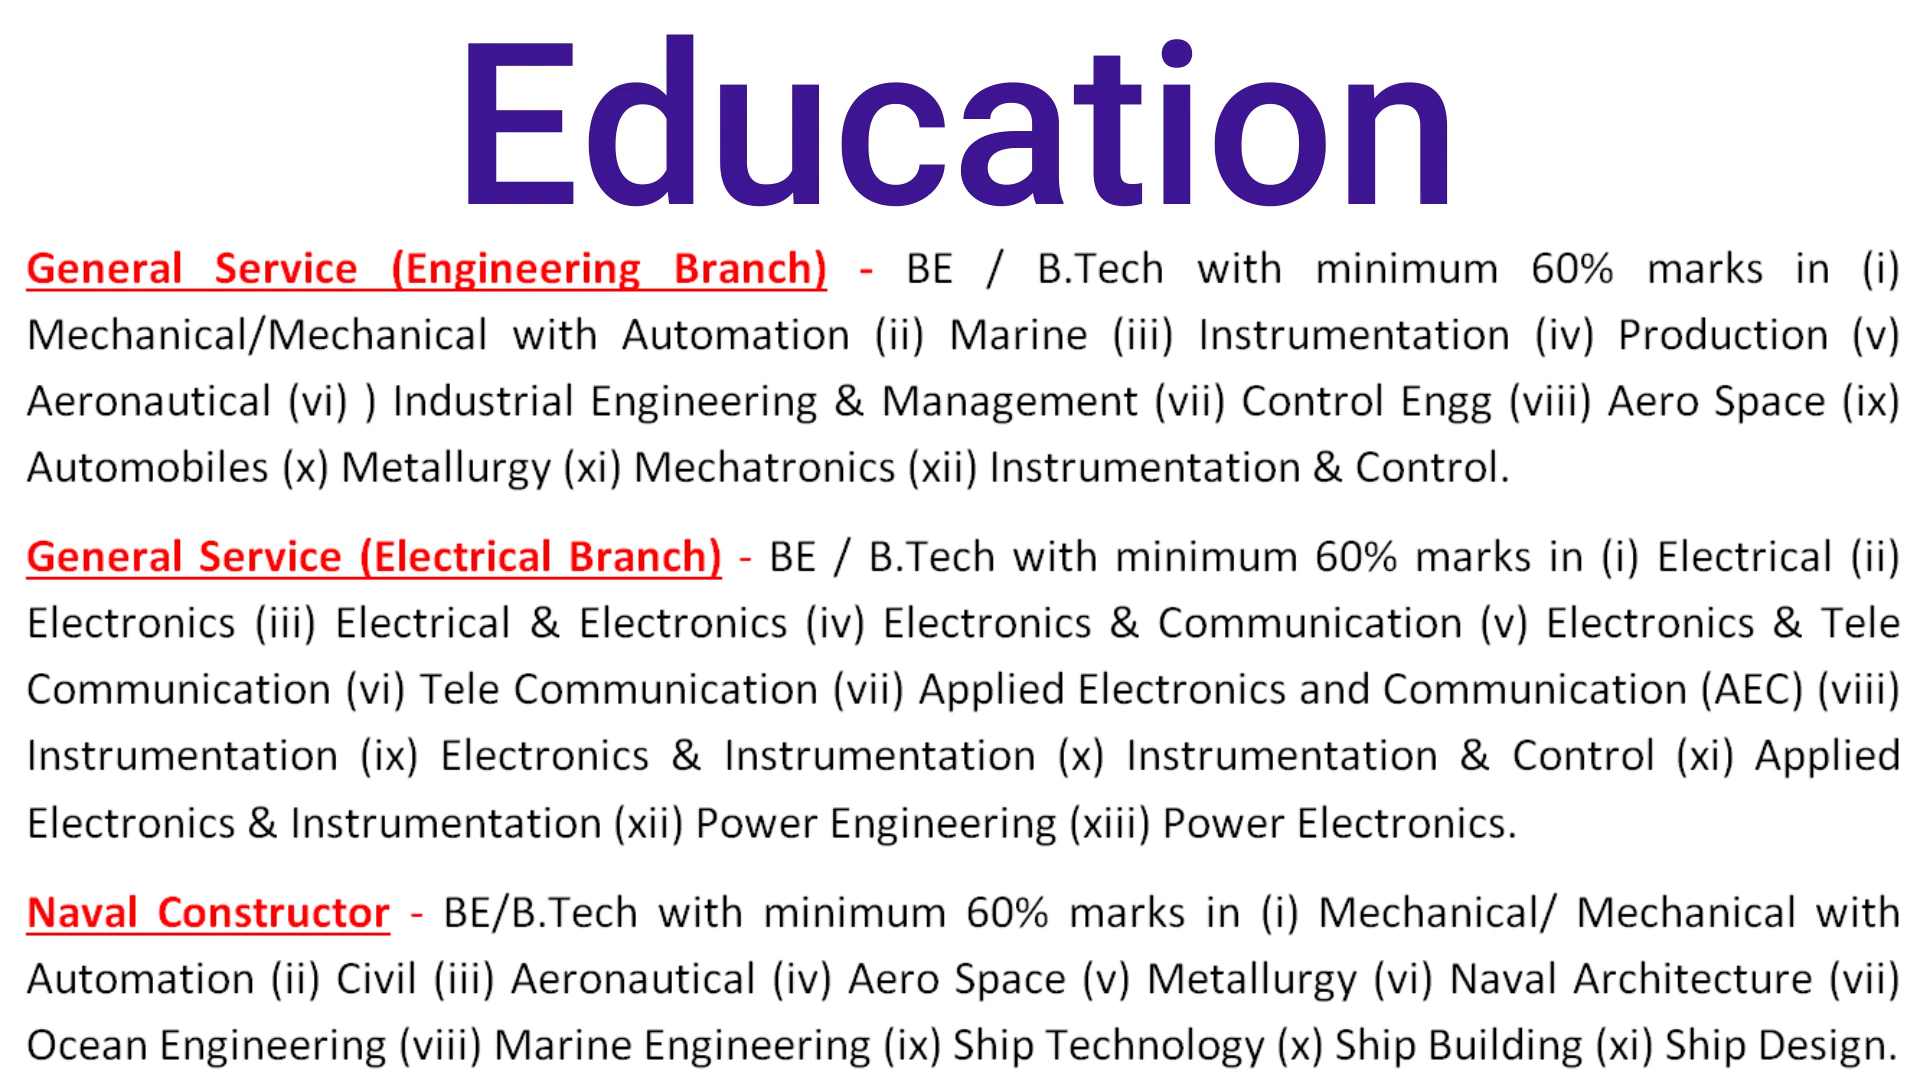 Education
General Service (Engineering Branch) - BE / B.Tech with minimum 60% marks in (i)
Mechanical/Mechanical with Automation (ii) Marine (iii) Instrumentation (iv) Production (v)
Aeronautical (vi) ) Industrial Engineering & Management (vii) Control Engg (viii) Aero Space (ix)
Automobiles (x) Metallurgy (xi) Mechatronics (xii) Instrumentation & Control.
General Service (Electrical Branch) - BE / B.Tech with minimum 60% marks in (i) Electrical (ii)
Electronics (iii) Electrical & Electronics (iv) Electronics & Communication (v) Electronics & Tele
Communication (vi) Tele Communication (vii) Applied Electronics and Communication (AEC) (viii)
Instrumentation (ix) Electronics & Instrumentation (x) Instrumentation & Control (xi) Applied
Electronics & Instrumentation (xii) Power Engineering (xiii) Power Electronics.
Naval Constructor - BE/B.Tech with minimum 60% marks in (i) Mechanical/ Mechanical with
Automation (ii) Civil (iii) Aeronautical (iv) Aero Space (v) Metallurgy (vi) Naval Architecture (vii)
Ocean Engineering (viii) Marine Engineering (ix) Ship Technology (x) Ship Building (xi) Ship Design.